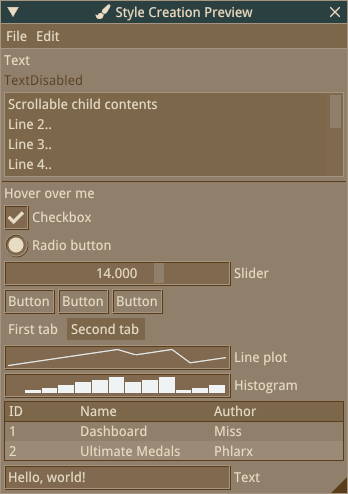 Style Creation Preview
File Edit
Text
TextDisabled
Scrollable child contents
Line 2..
Line 3..
Line 4..
Hover over me
Checkbox
Radio button
14.000 Slider
Button Button Button
First tab Second tab
Line plot
Histogram
ID Name Author
1 Dashboard Miss
2 Ultimate Medals Phlarx
Hello, world! Text